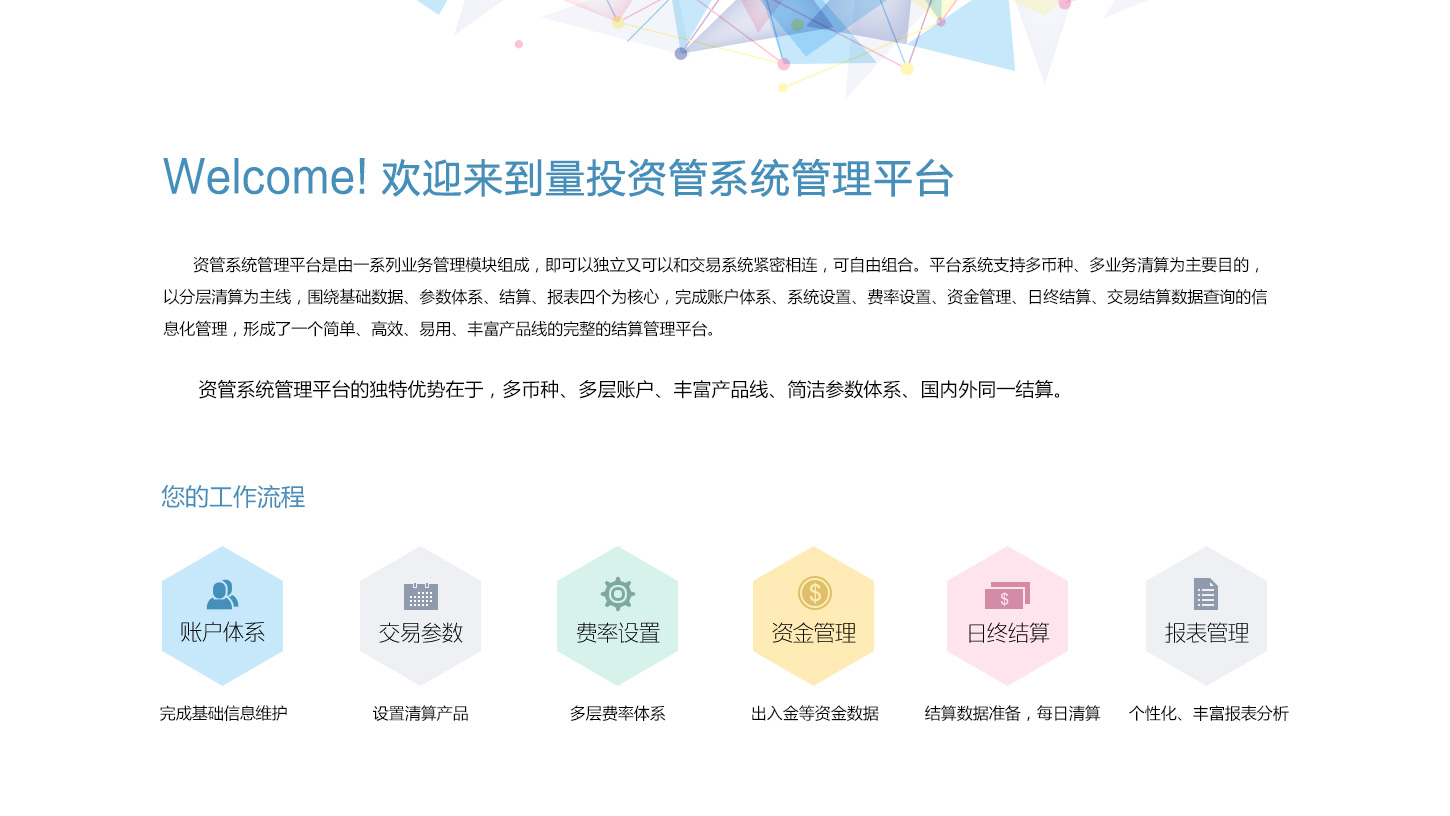 Welcome! 欢迎来到量投资管系统管理平台
资管系统管理平台是由一系列业务管理模块组成，即可以独立又可以和交易系统紧密相连，可自由组合。平台系统支持多币种、多业务清算为主要目的，
以分层清算为主线，围绕基础数据、参数体系、结算、报表四个为核心，完成账户体系、系统设置、费率设置、资金管理、日终结算、交易结算数据查询的信
息化管理，形成了一个简单、高效、易用、丰富产品线的完整的结算管理平台。
资管系统管理平台的独特优势在于，多币种、多层账户、丰富产品线、简洁参数体系、国内外同一结算。
您的工作流程
账户体系
交易参数
费率设置
资金管理
日终结算
报表管理
完成基础信息维护
设置清算产品
多层费率体系
出入金等资金数据
结算数据准备，每日清算
个性化、丰富报表分析